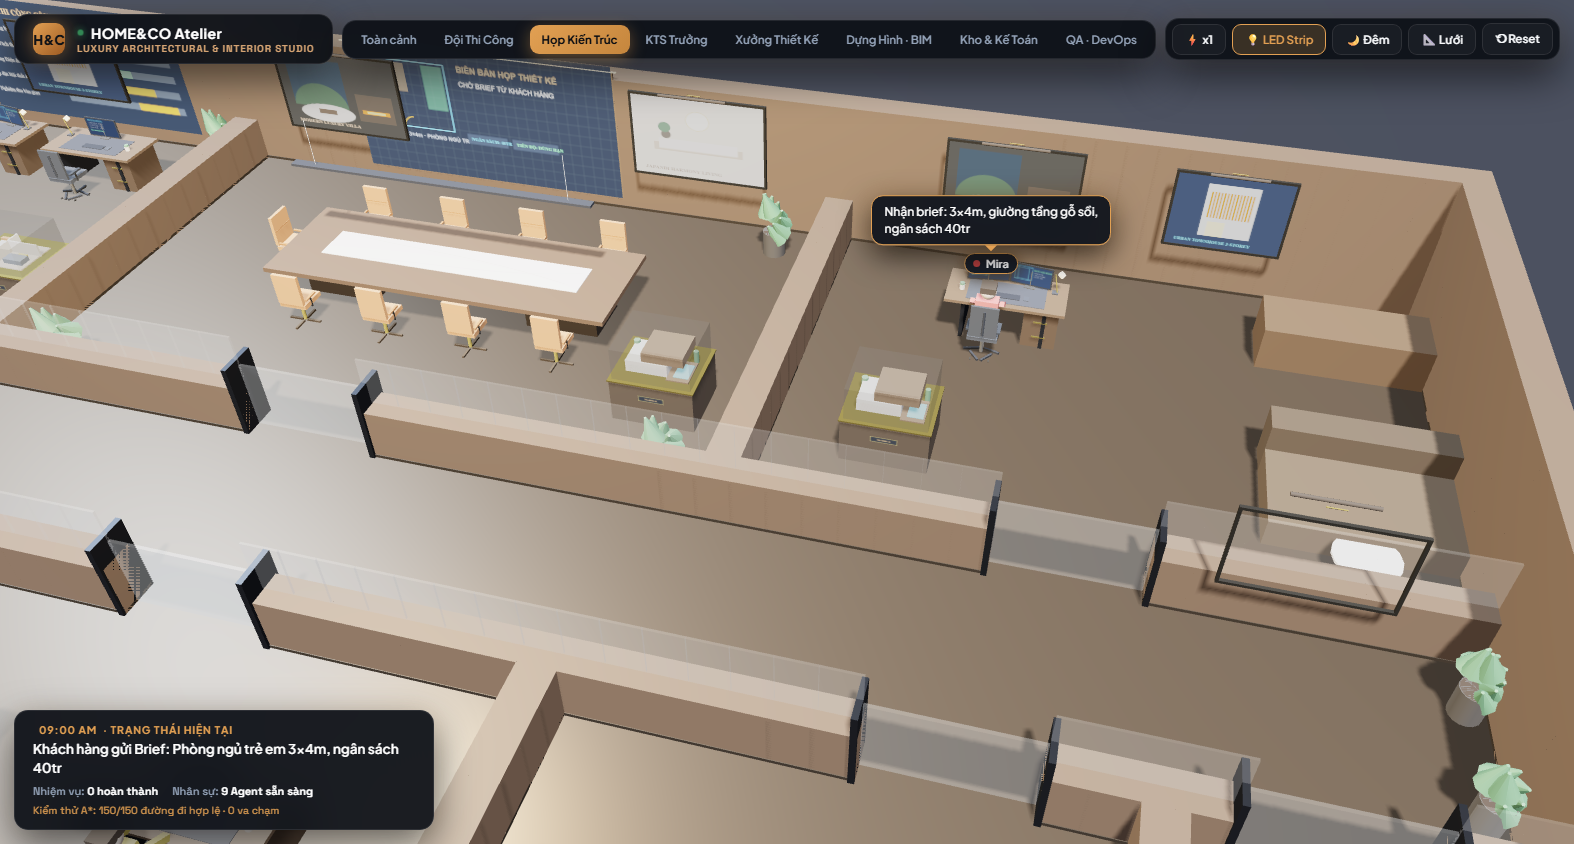 H&C
HOME&CO Atelier
LUXURY ARCHITECTURAL & INTERIOR STUDIO
Toàn cảnh
Đội Thi Công
Họp Kiến Trúc
KTS Trưởng
Xưởng Thiết Kế
Dựng Hình · BIM
Kho & Kế Toán
QA · DevOps
x1
LED Strip
Đêm
Lưới
Reset
BIÊN BẢN HỌP THIẾT KẾ
CHỜ BRIEF TỪ KHÁCH HÀNG
Nhận brief: 3×4m, giường tầng gỗ sồi,
ngân sách 40tr
Mira
09:00 AM · TRẠNG THÁI HIỆN TẠI
Khách hàng gửi Brief: Phòng ngủ trẻ em 3×4m, ngân sách
40tr
Nhiệm vụ: 0 hoàn thành Nhân sự: 9 Agent sẵn sàng
Kiểm thử A*: 150/150 đường đi hợp lệ · 0 va chạm